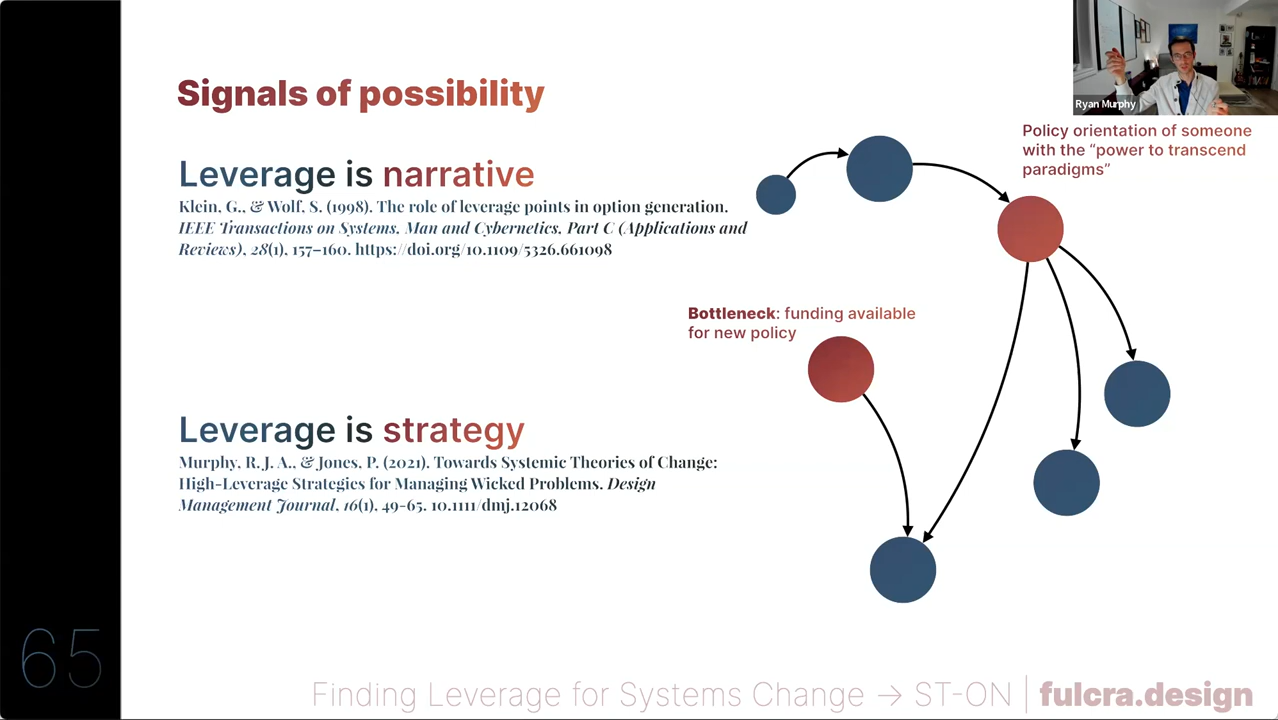 Signals of possibility
Leverage is narrative
Klein, G., & Wolf, S. (1998). The role of leverage points in option generation.
IEEE Transactions on Systems, Man and Cybernetics, Part C (Applications and
Reviews), 28(1), 157–160. https://doi.org/10.1109/5326.661098
Leverage is strategy
Murphy, R. J. A., & Jones, P. (2021). Towards Systemic Theories of Change:
High-Leverage Strategies for Managing Wicked Problems. Design
Management Journal, 16(1), 49-65. 10.1111/dmj.12068
Ryan Murphy
Policy orientation of someone
with the “power to transcend
paradigms”
Bottleneck: funding available
for new policy
65
Finding Leverage for Systems Change → ST-ON | fulcra.design